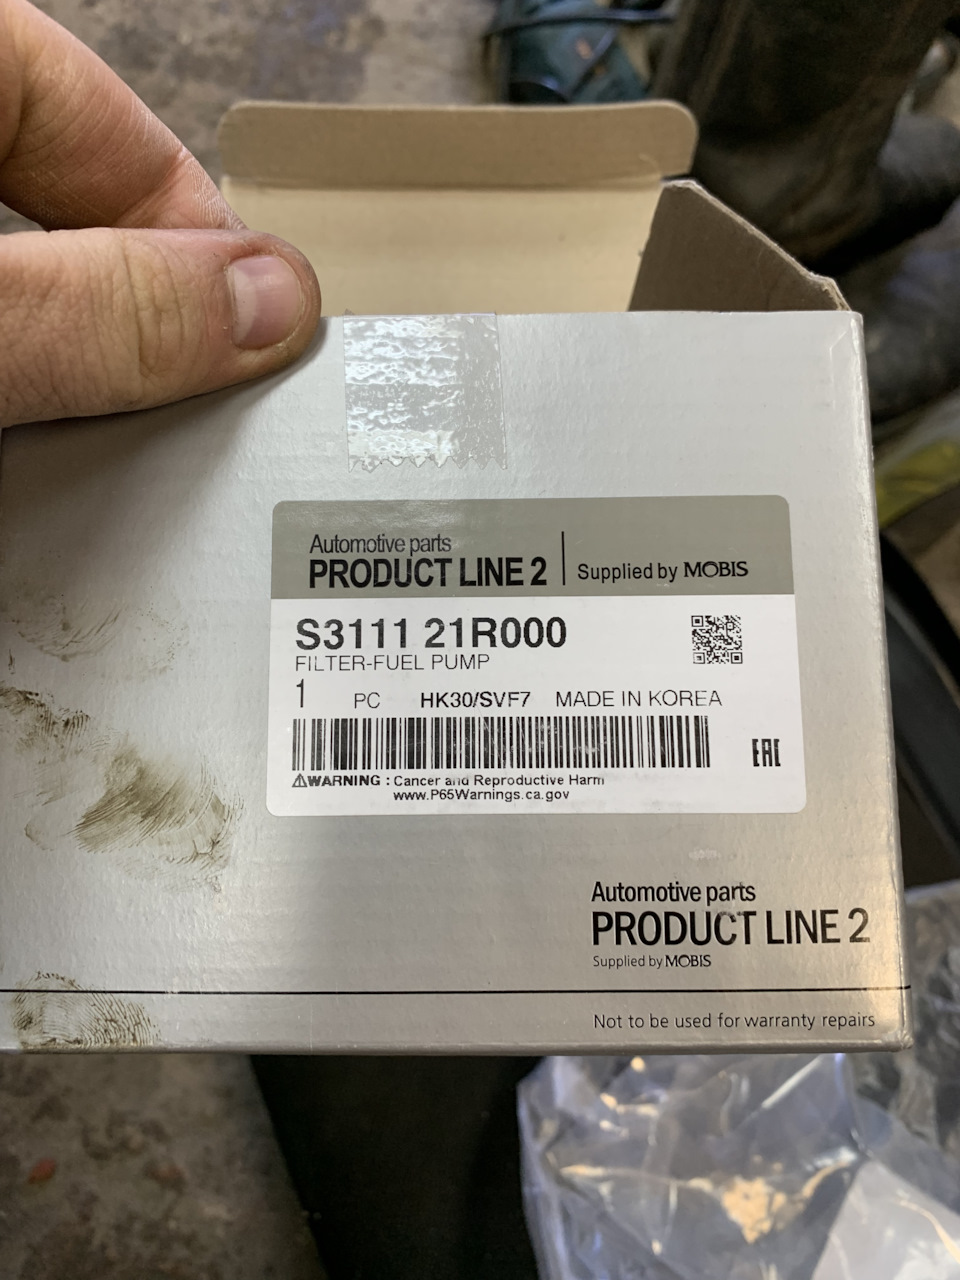 Automotive parts
PRODUCT LINE 2 | Supplied by MOBIS
S3111 21R000
FILTER-FUEL PUMP
1 PC HK30/SVF7 MADE IN KOREA
EAC
⚠WARNING : Cancer and Reproductive Harm
www.P65Warnings.ca.gov
Automotive parts
PRODUCT LINE 2
Supplied by MOBIS
Not to be used for warranty repairs